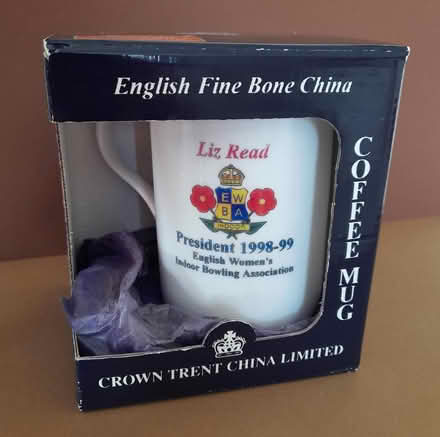 English Fine Bone China
Liz Read
E W
B A
INDOOR
President 1998-99
English Women's
Indoor Bowling Association
COFFEE MUG
CROWN TRENT CHINA LIMITED